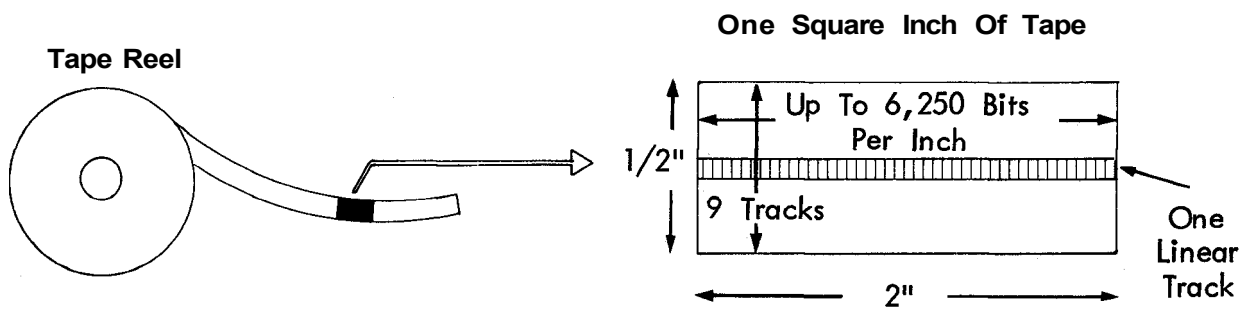 One Square Inch Of Tape
Tape Reel
Up To 6,250 Bits
Per Inch
1/2"
9 Tracks
One
Linear
Track
2"